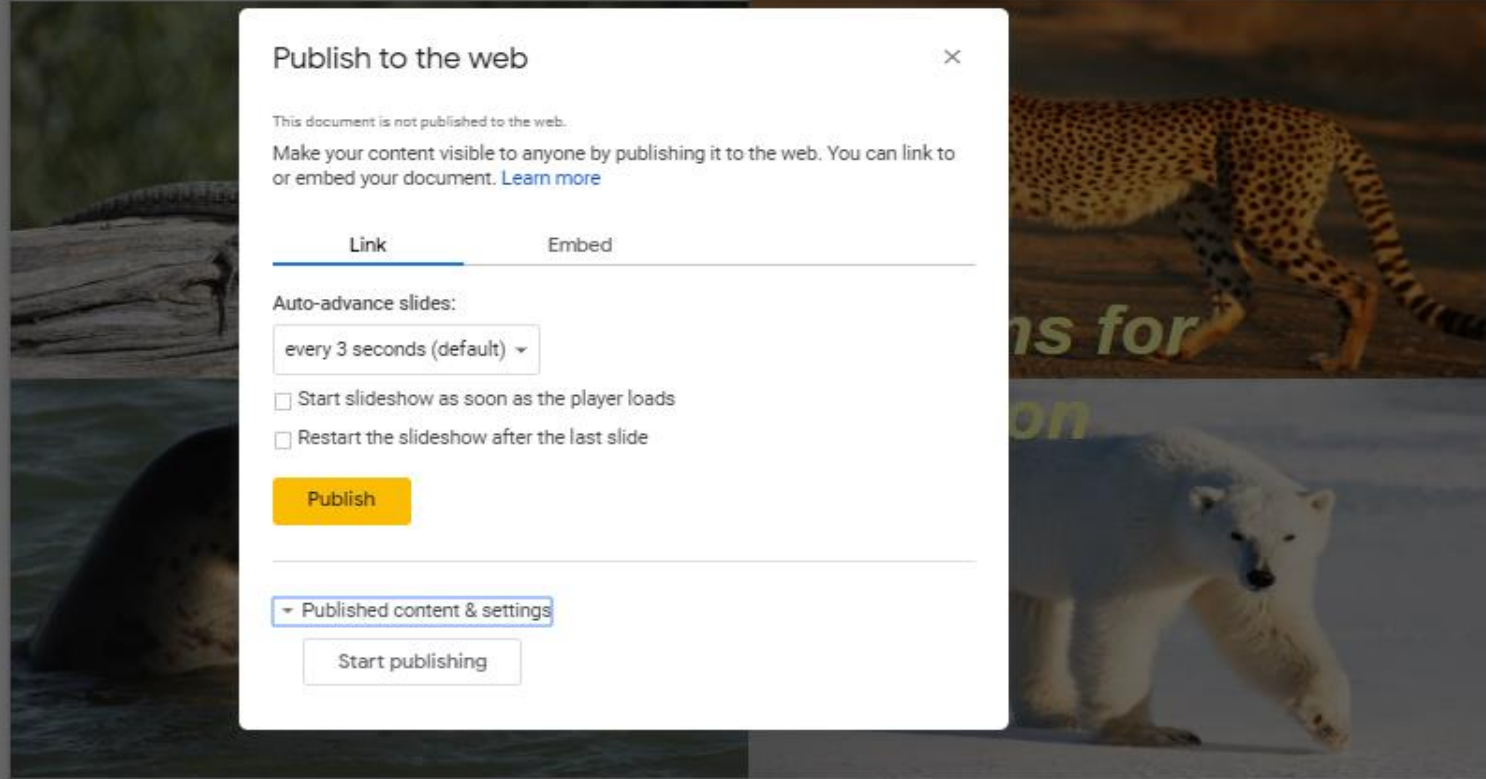 Publish to the web
This document is not published to the web.
Make your content visible to anyone by publishing it to the web. You can link to
or embed your document. Learn more
Link Embed
Auto-advance slides:
every 3 seconds (default)
Start slideshow as soon as the player loads
Restart the slideshow after the last slide
Publish
Published content & settings
Start publishing
for